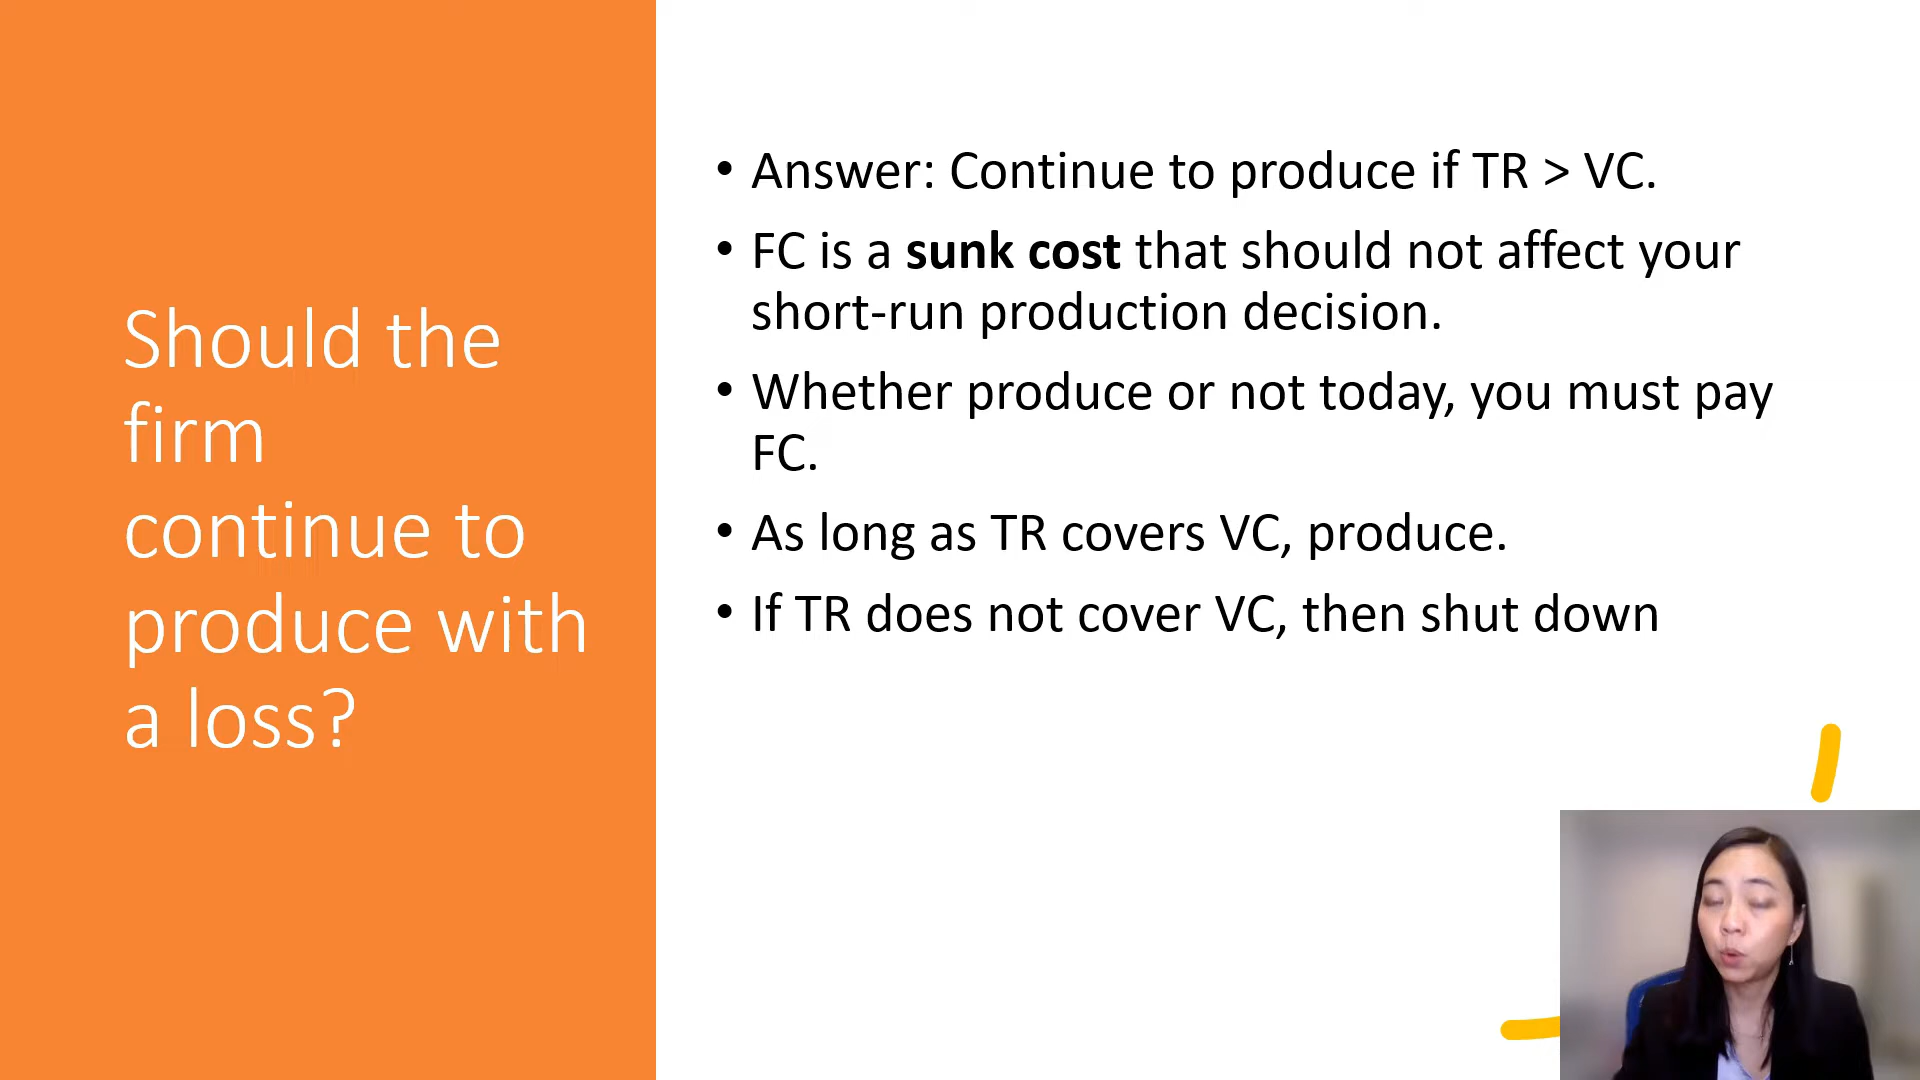 Should the
firm
continue to
produce with
a loss?
• Answer: Continue to produce if TR > VC.
• FC is a sunk cost that should not affect your
short-run production decision.
• Whether produce or not today, you must pay
FC.
• As long as TR covers VC, produce.
• If TR does not cover VC, then shut down